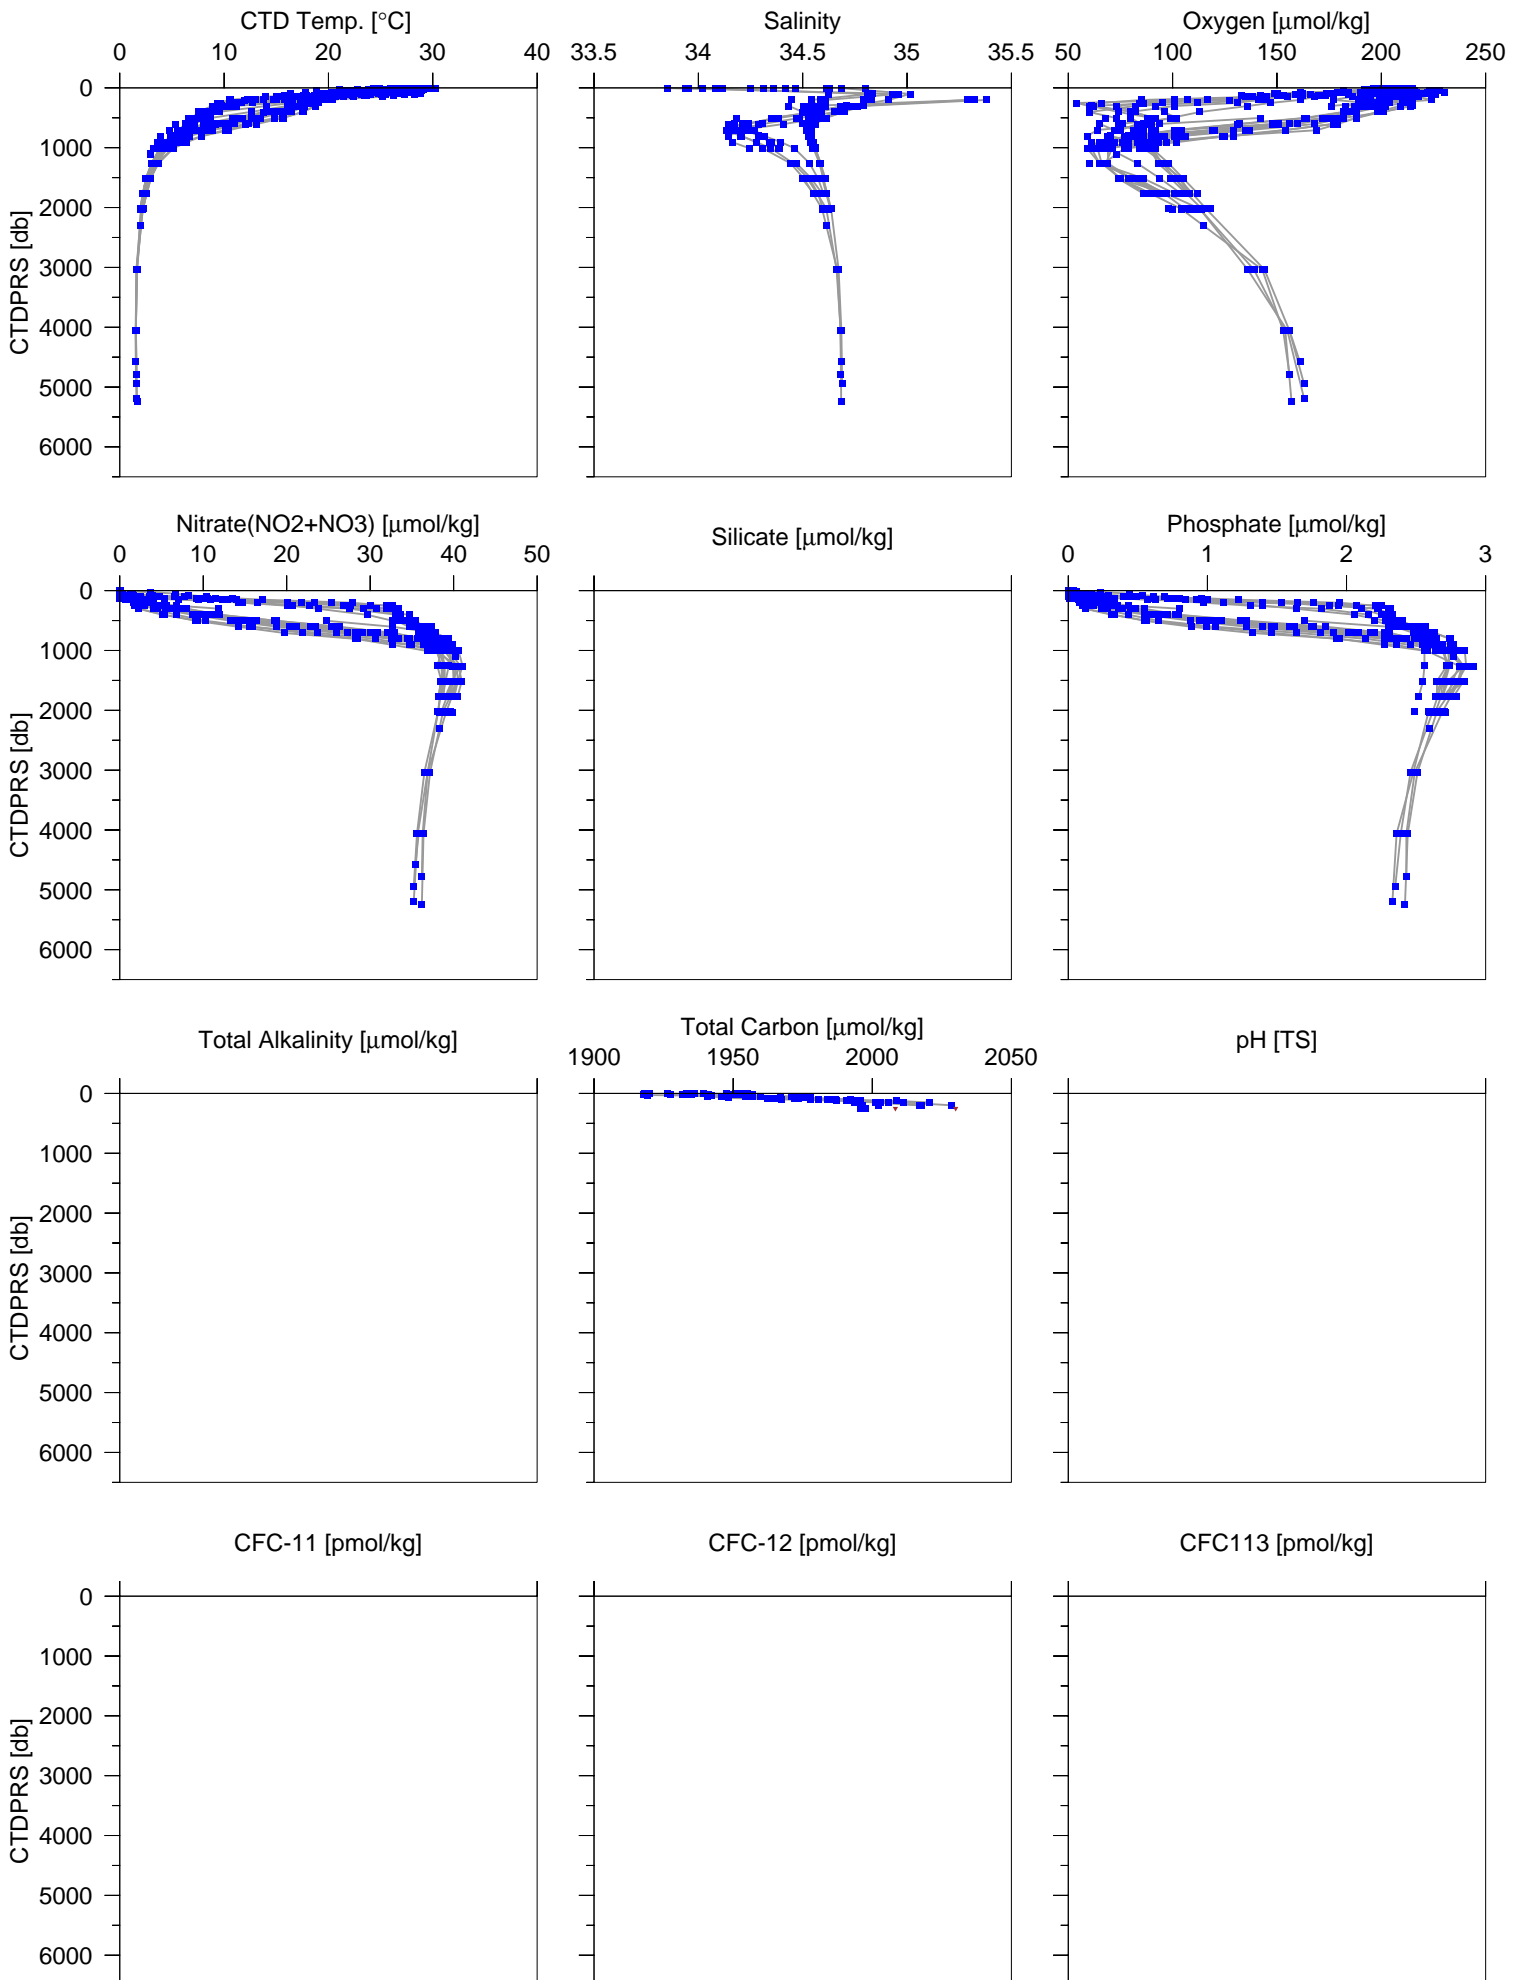 CTD Temp. [°C] Salinity Oxygen [μmol/kg]
0 10 20 30 40 33.5 34 34.5 35 35.5 50 100 150 200 250
0
1000
2000
3000
4000
5000
6000
CTDPRS [db]
Nitrate(NO2+NO3) [μmol/kg] Silicate [μmol/kg] Phosphate [μmol/kg]
0 10 20 30 40 50 0 1 2 3
0
1000
2000
3000
4000
5000
6000
CTDPRS [db]
Total Alkalinity [μmol/kg] Total Carbon [μmol/kg] pH [TS]
1900 1950 2000 2050
0
1000
2000
3000
4000
5000
6000
CTDPRS [db]
CFC-11 [pmol/kg] CFC-12 [pmol/kg] CFC113 [pmol/kg]
0
1000
2000
3000
4000
5000
6000
CTDPRS [db]